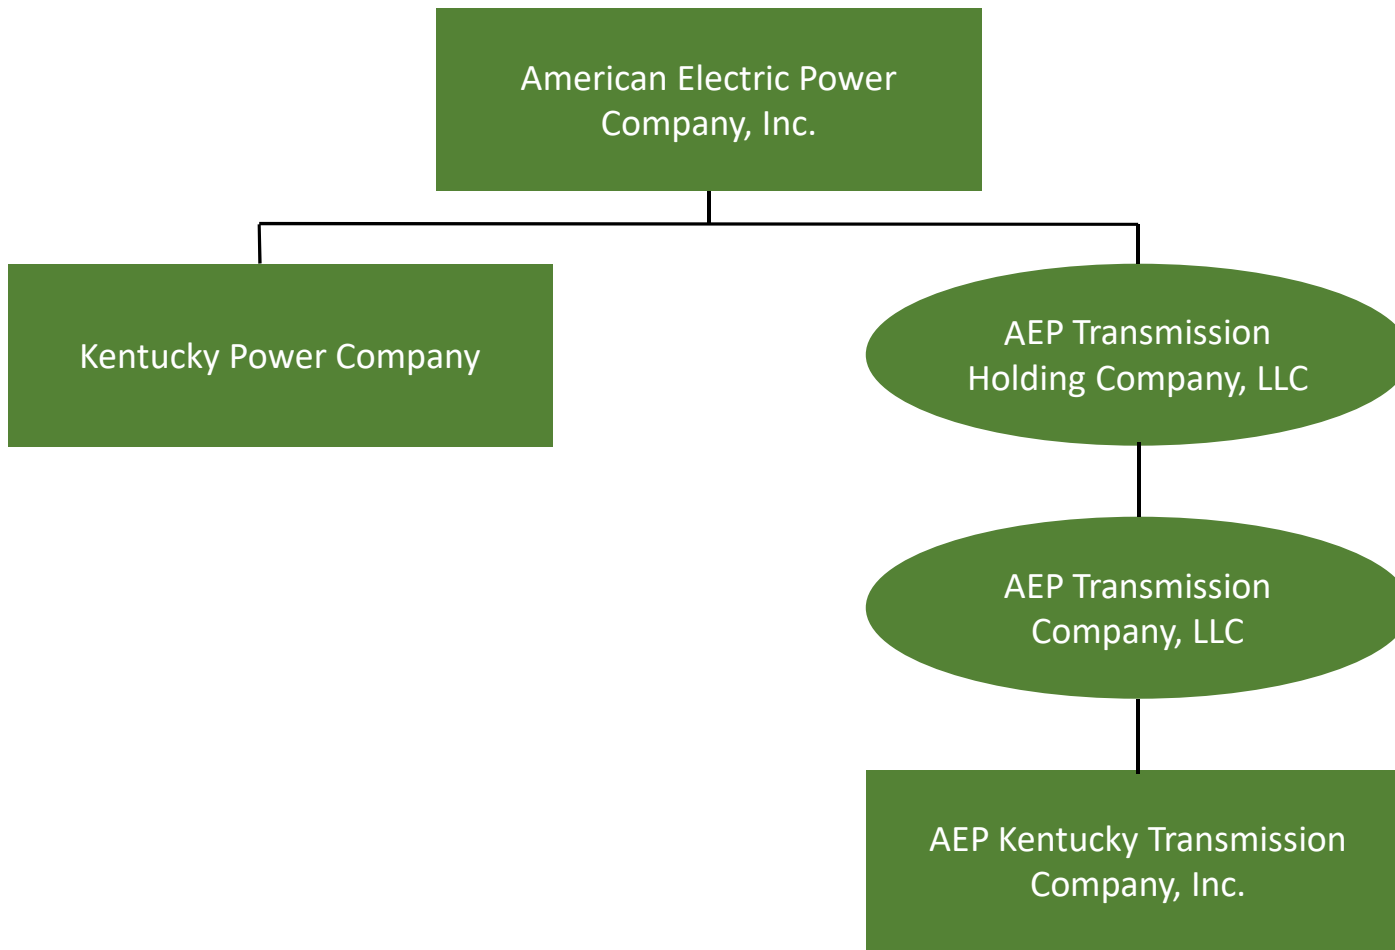 American Electric Power
Company, Inc.
Kentucky Power Company
AEP Transmission
Holding Company, LLC
AEP Transmission
Company, LLC
AEP Kentucky Transmission
Company, Inc.